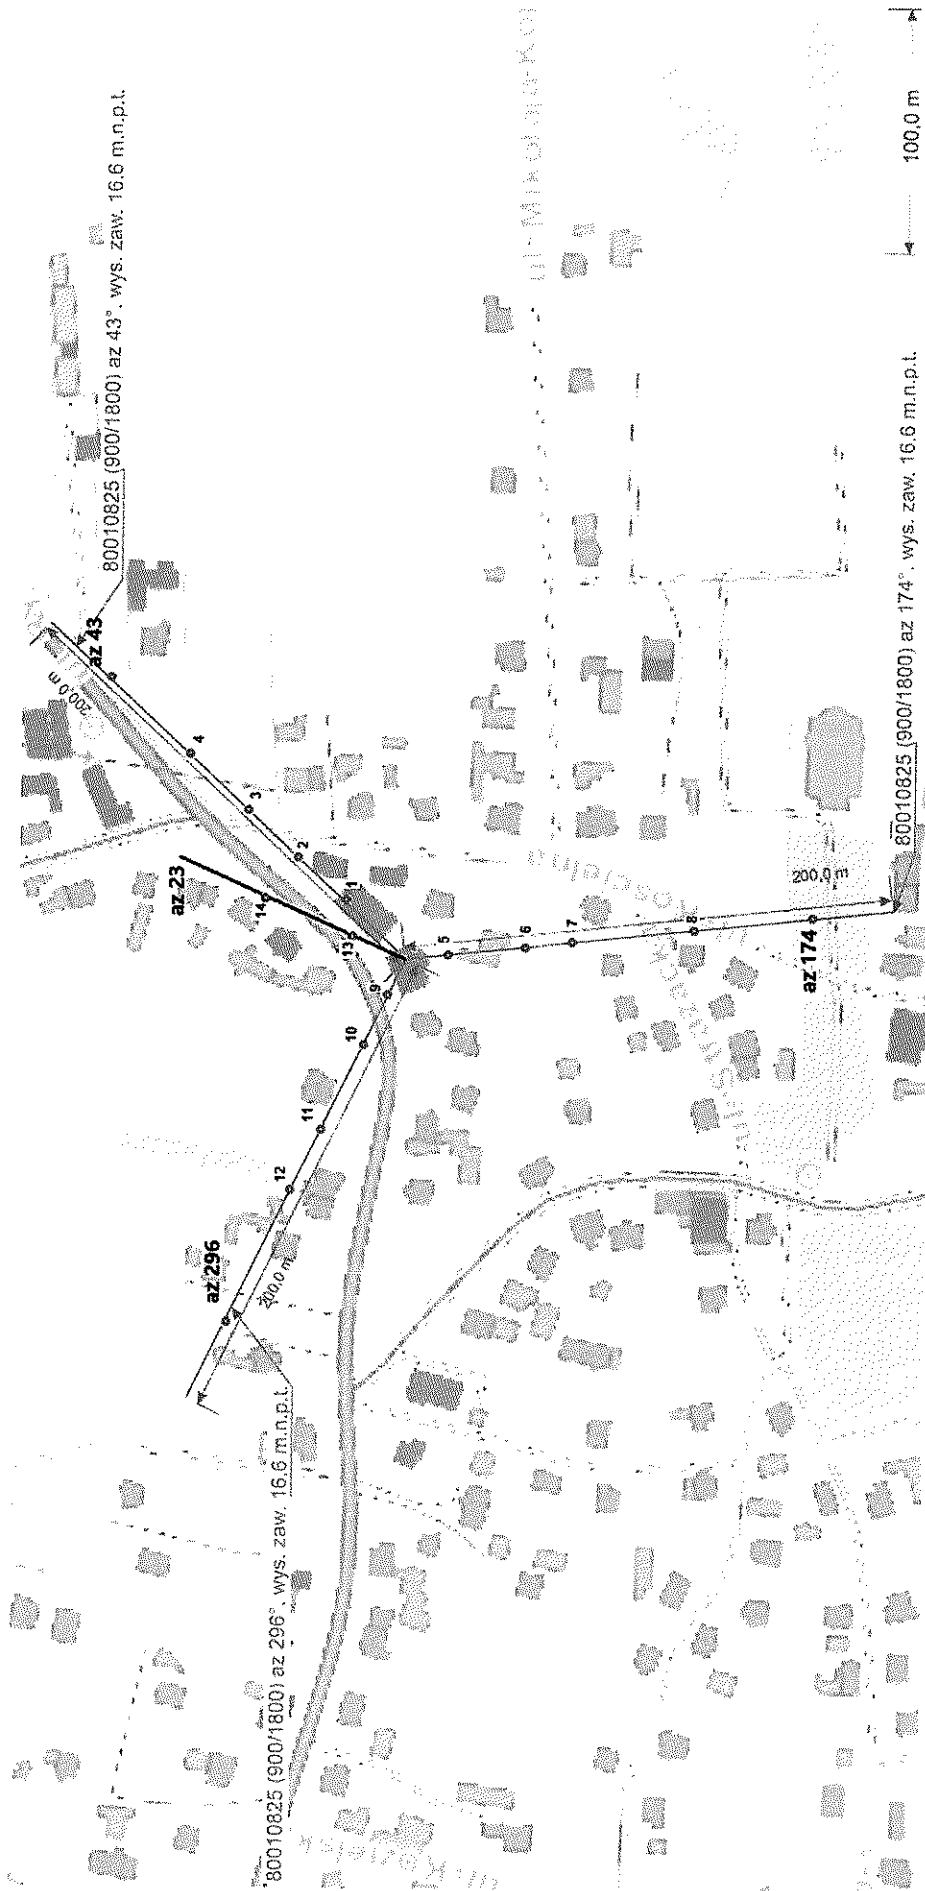 80010825 (900/1800) az 296°, wys. zaw. 16.6 m.n.p.t.
az 296
200,0 m
12
11
10
9
az 23
14
13
80010825 (900/1800) az 43°, wys. zaw. 16.6 m.n.p.t.
az 43
200,0 m
4
3
2
1
5
6
7
8
az 174
200,0 m
80010825 (900/1800) az 174°, wys. zaw. 16.6 m.n.p.t.
100,0 m